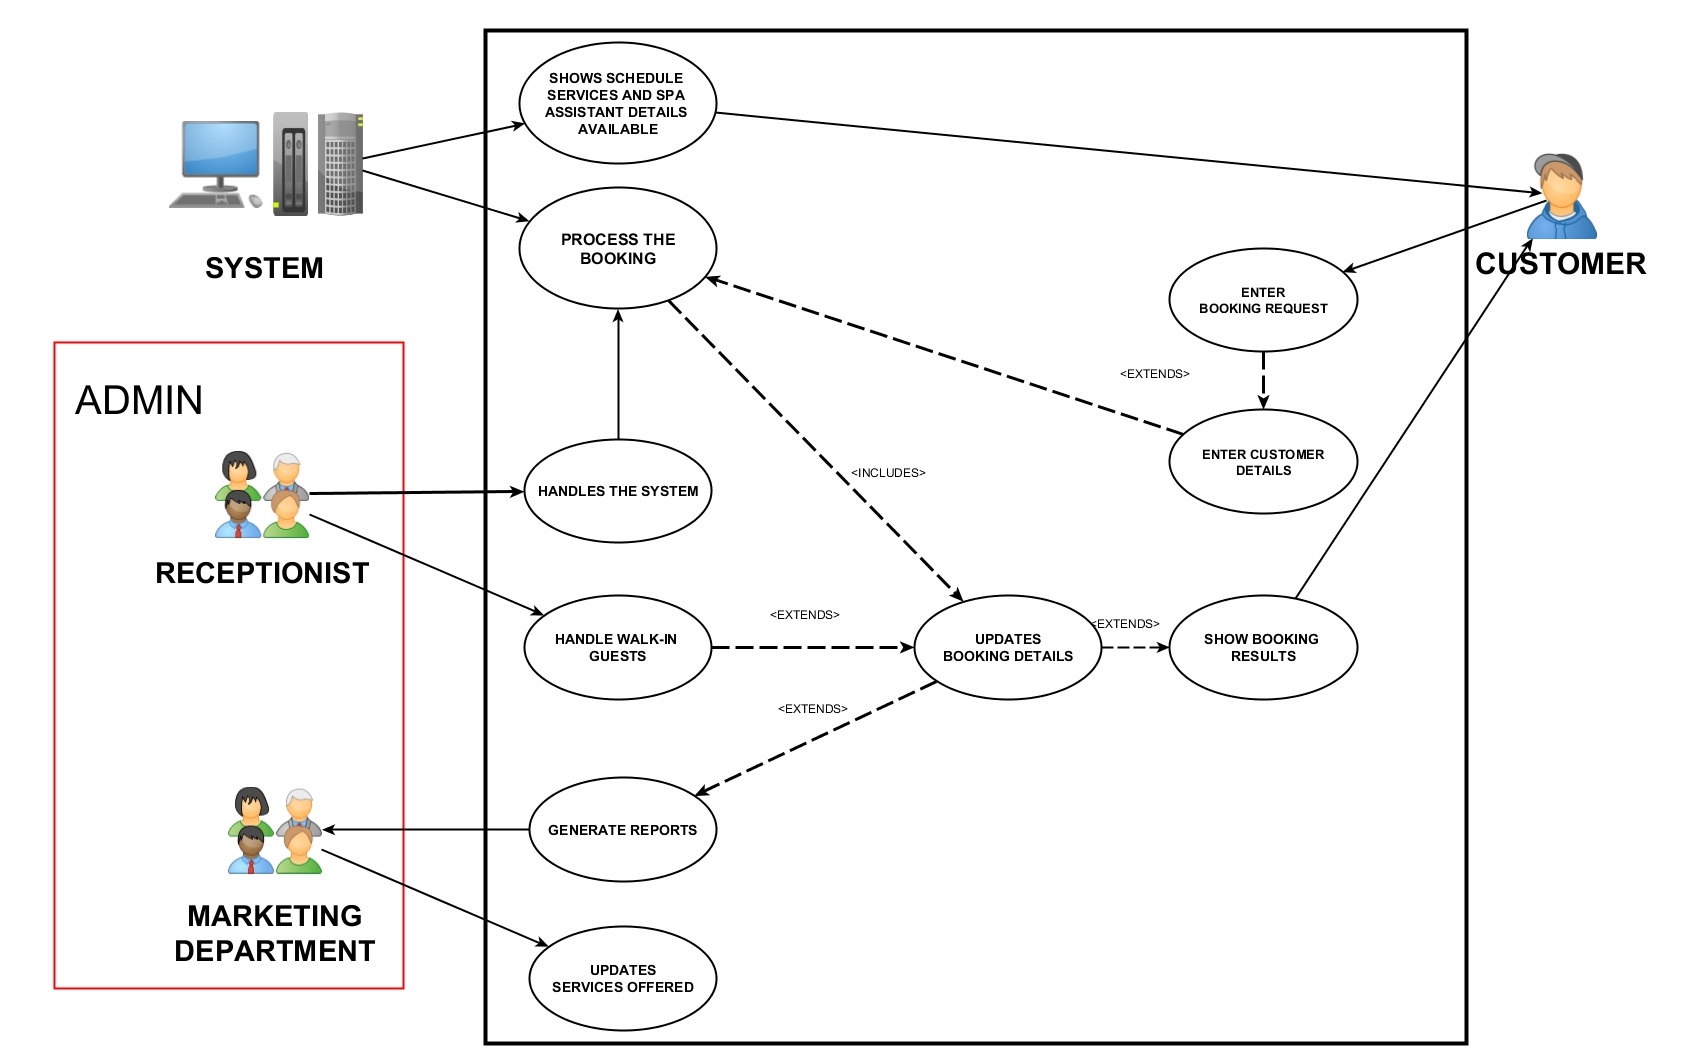 SHOWS SCHEDULE
SERVICES AND SPA
ASSISTANT DETAILS
AVAILABLE
SYSTEM
PROCESS THE
BOOKING
CUSTOMER
ENTER
BOOKING REQUEST
<EXTENDS>
ADMIN
ENTER CUSTOMER
DETAILS
<INCLUDES>
HANDLES THE SYSTEM
RECEPTIONIST
<EXTENDS>
<EXTENDS>
HANDLE WALK-IN
GUESTS
UPDATES
BOOKING DETAILS
SHOW BOOKING
RESULTS
<EXTENDS>
GENERATE REPORTS
MARKETING
DEPARTMENT
UPDATES
SERVICES OFFERED